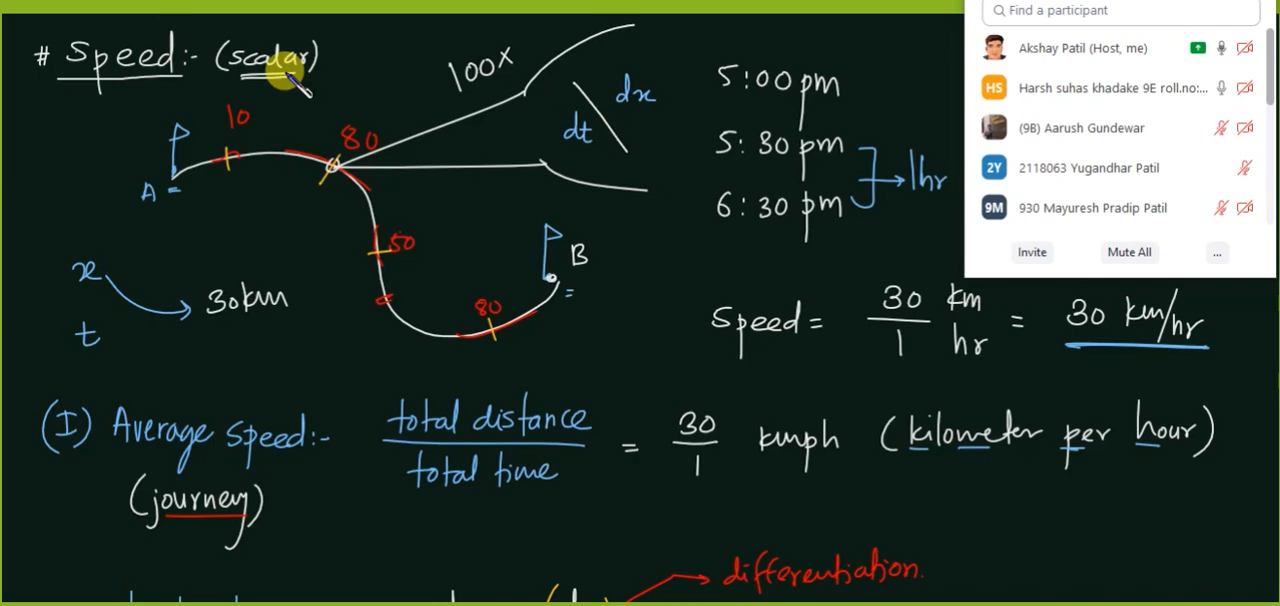 # Speed:- (scalar)
100x
dx
dt
10
80
A =
50
80
B
=
x
t
30km
5:00 pm
5:30 pm
6:30 pm
1hr
Speed = 30/1 km/hr = 30 km/hr
(I) Average Speed:- total distance / total time = 30/1 kmph (kilometer per hour)
(journey)
differentiation.
Find a participant
Akshay Patil (Host, me)
HS Harsh suhas khadake 9E roll.no:...
(9B) Aarush Gundewar
2Y 2118063 Yugandhar Patil
9M 930 Mayuresh Pradip Patil
Invite Mute All ...